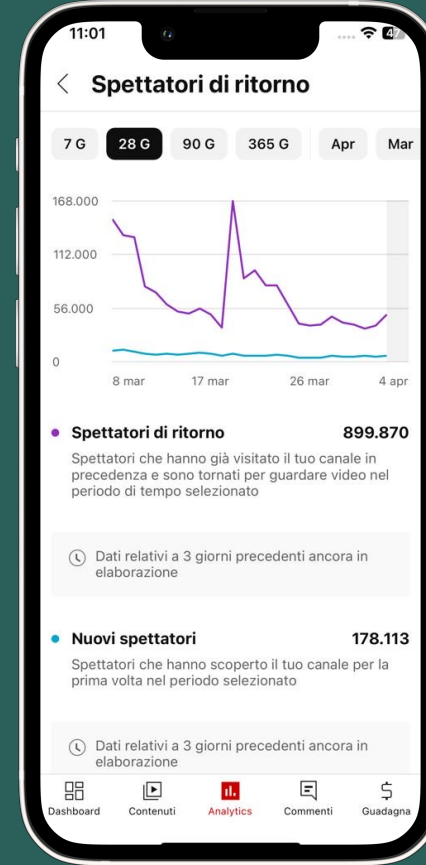 11:01
47
Spettatori di ritorno
7 G
28 G
90 G
365 G
Apr
Mar
168.000
112.000
56.000
0
8 mar
17 mar
26 mar
4 apr
Spettatori di ritorno
899.870
Spettatori che hanno già visitato il tuo canale in
precedenza e sono tornati per guardare video nel
periodo di tempo selezionato
Dati relativi a 3 giorni precedenti ancora in
elaborazione
Nuovi spettatori
178.113
Spettatori che hanno scoperto il tuo canale per la
prima volta nel periodo selezionato
Dati relativi a 3 giorni precedenti ancora in
elaborazione
Dashboard
Contenuti
Analytics
Commenti
Guadagna